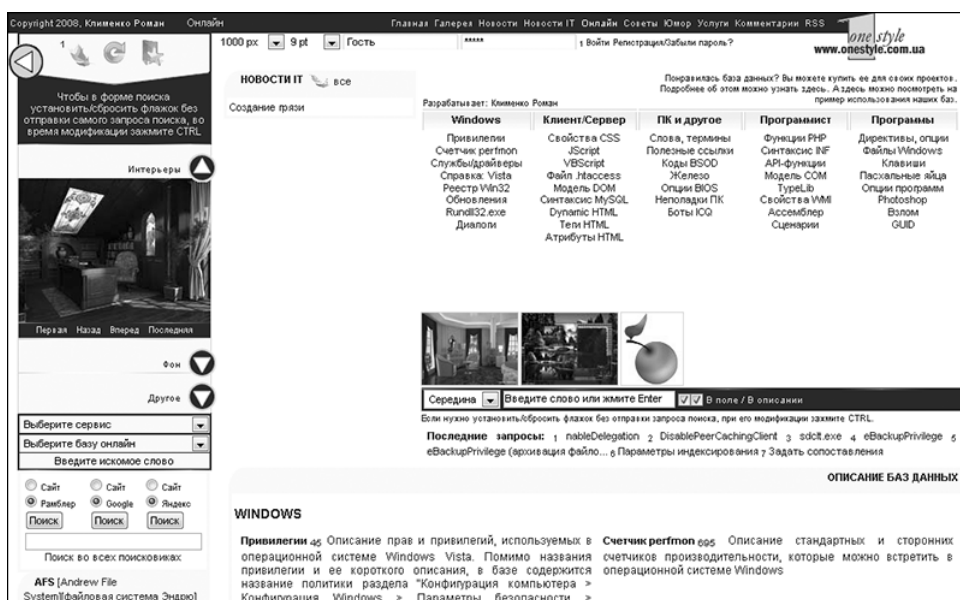 Copyright 2008, Клименко Роман Онлайн
Главная Галерея Новости Новости IT Онлайн Советы Юмор Услуги Комментарии RSS
one style
www.onestyle.com.ua
1000 px 9 pt Гость ***** 1 Войти Регистрация/Забыли пароль?
1
Чтобы в форме поиска
установить/сбросить флажок без
отправки самого запроса поиска, во
время модификации зажмите CTRL
Интерьеры
Первая Назад Вперед Последняя
Фон
Другое
Выберите сервис
Выберите базу онлайн
Введите искомое слово
Сайт Сайт Сайт
Рамблер Google Яндекс
Поиск Поиск Поиск
Поиск во всех поисковиках
AFS [Andrew File
System][файловая система Эндрю]
НОВОСТИ IT все
Создание грязи
Понравилась база
данных? Вы можете купить ее для своих проектов.
Подробнее об этом можно узнать здесь. А здесь можно посмотреть на
пример использования наших баз.
Разрабатывает: Клименко Роман
Windows Клиент/Сервер ПК и другое Программист Программы
Привилегии Свойства CSS Слова, термины Функции PHP Директивы, опции
Счетчик perfmon JScript Полезные ссылки Синтаксис INF Файлы Windows
Службы/драйверы VBScript Коды BSOD API-функции Клавиши
Справка: Vista Файл .htaccess Железо Модель COM Пасхальные яйца
Реестр Win32 Модель DOM Опции BIOS TypeLib Опции программ
Обновления Синтаксис MySQL Неполадки ПК Свойства WMI Photoshop
Rundll32.exe Dynamic HTML Боты ICQ Ассемблер Взлом
Диалоги Теги HTML Сценарии GUID
Атрибуты HTML
Середина Введите слово или жмите Enter В поле / В описании
Если нужно установить/сбросить флажок без отправки запроса поиска, при его модификации зажмите CTRL.
Последние запросы: 1 nableDelegation 2 DisablePeerCachingClient 3 sdclt.exe 4 eBackupPrivilege 5
eBackupPrivilege (архивация файло... 6 Параметры индексирования 7 Задать сопоставления
ОПИСАНИЕ БАЗ ДАННЫХ
WINDOWS
Привилегии 45 Описание прав и привилегий, используемых в
операционной системе Windows Vista. Помимо названия
привилегии и ее короткого описания, в базе содержится
название политики раздела "Конфигурация компьютера >
Конфигурация Windows > Параметры безопасности >
Счетчик perfmon 695 Описание стандартных и сторонних
счетчиков производительности, которые можно встретить в
операционной системе Windows